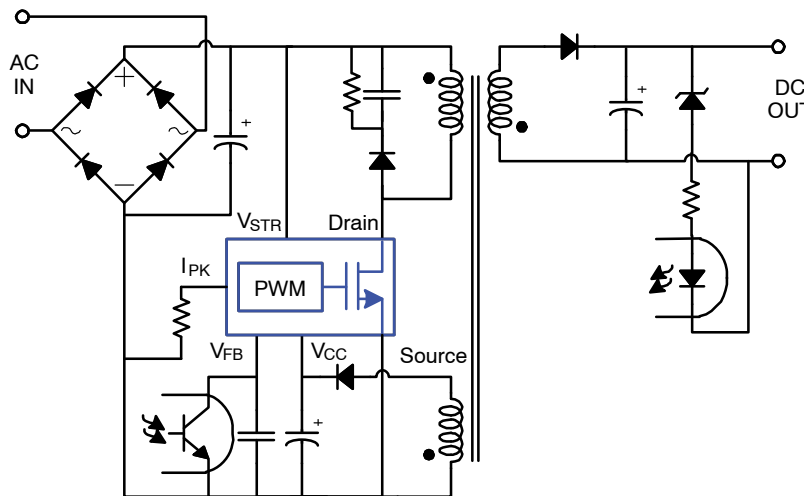 AC
IN
+
~
~
−
+
VSTR
Drain
IPK
PWM
VFB
VCC
Source
+
+
DC
OUT